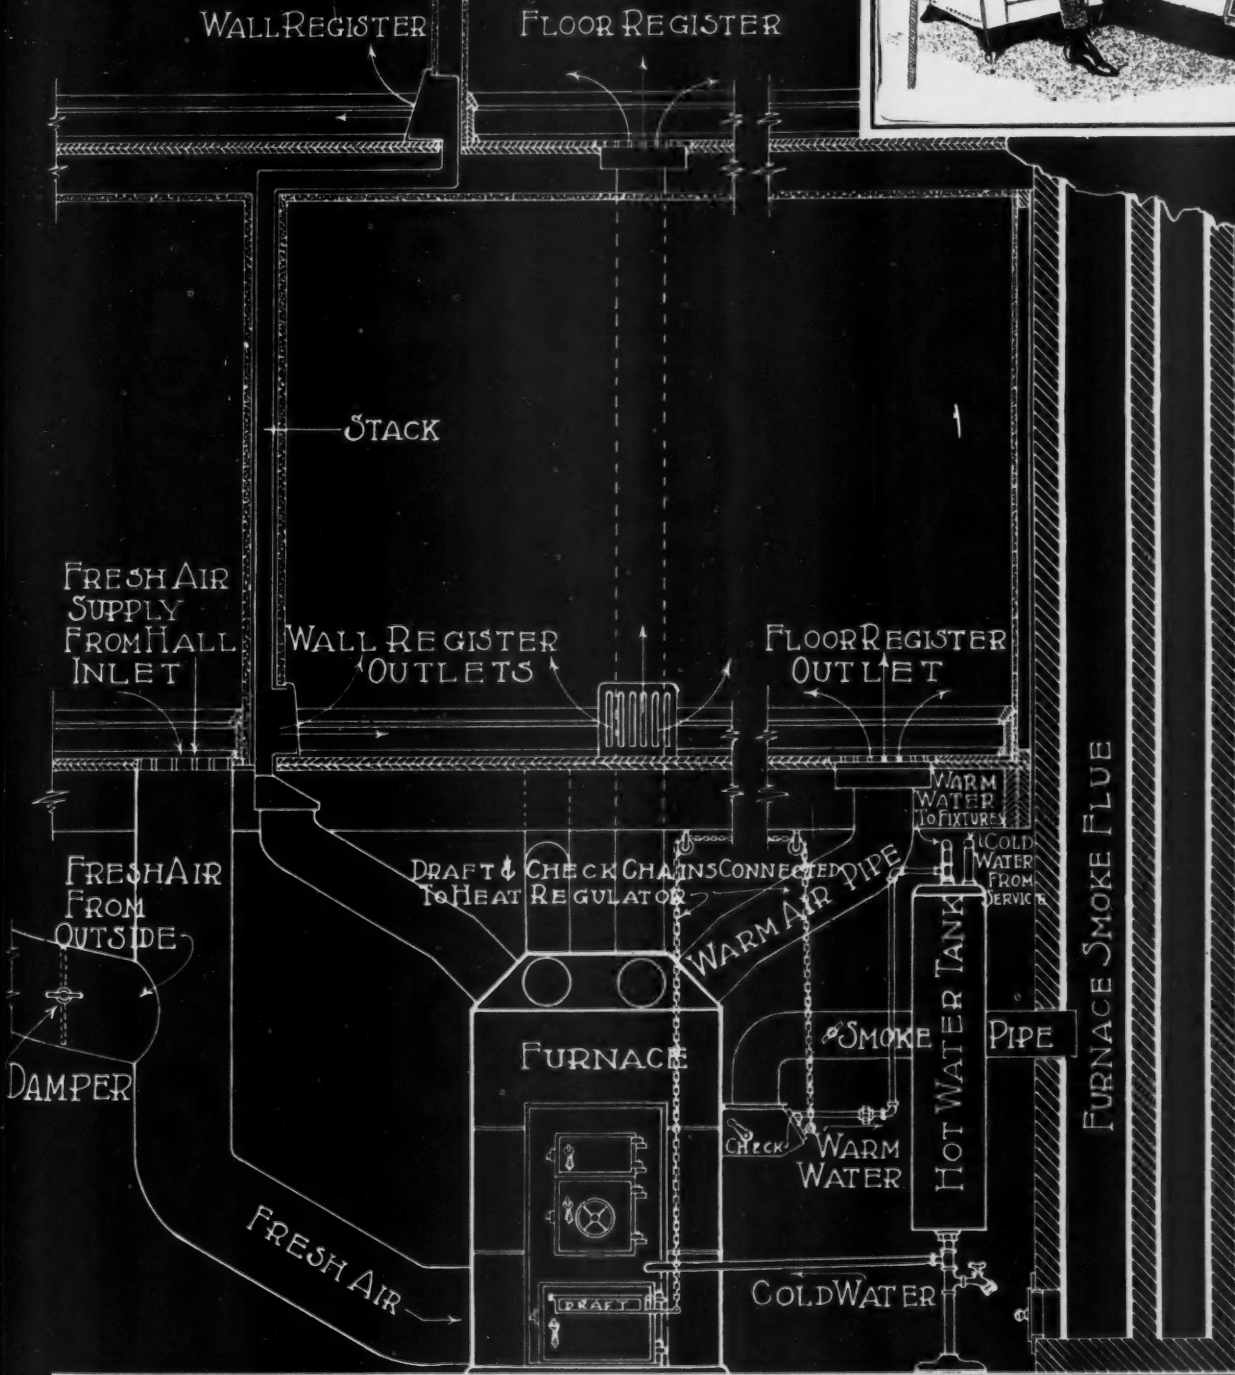 WALL REGISTER
FLOOR REGISTER
STACK
FRESH AIR
SUPPLY
FROM HALL
INLET
WALL REGISTER
OUTLETS
FLOOR REGISTER
OUTLET
WARM
WATER
TO FIXTURES
COLD
WATER
FROM
SERVICE
FRESH AIR
FROM
OUTSIDE
DRAFT & CHECK CHAINS CONNECTED
TO HEAT REGULATOR
WARM AIR PIPE
DAMPER
FURNACE
SMOKE PIPE
HOT WATER TANK
FURNACE SMOKE FLUE
CHECK
WARM
WATER
FRESH AIR
COLD WATER
DRAFT